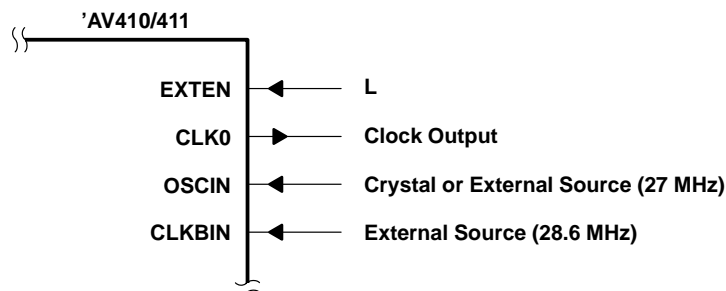 ’AV410/411
EXTEN L
CLK0 Clock Output
OSCIN Crystal or External Source (27 MHz)
CLKBIN External Source (28.6 MHz)